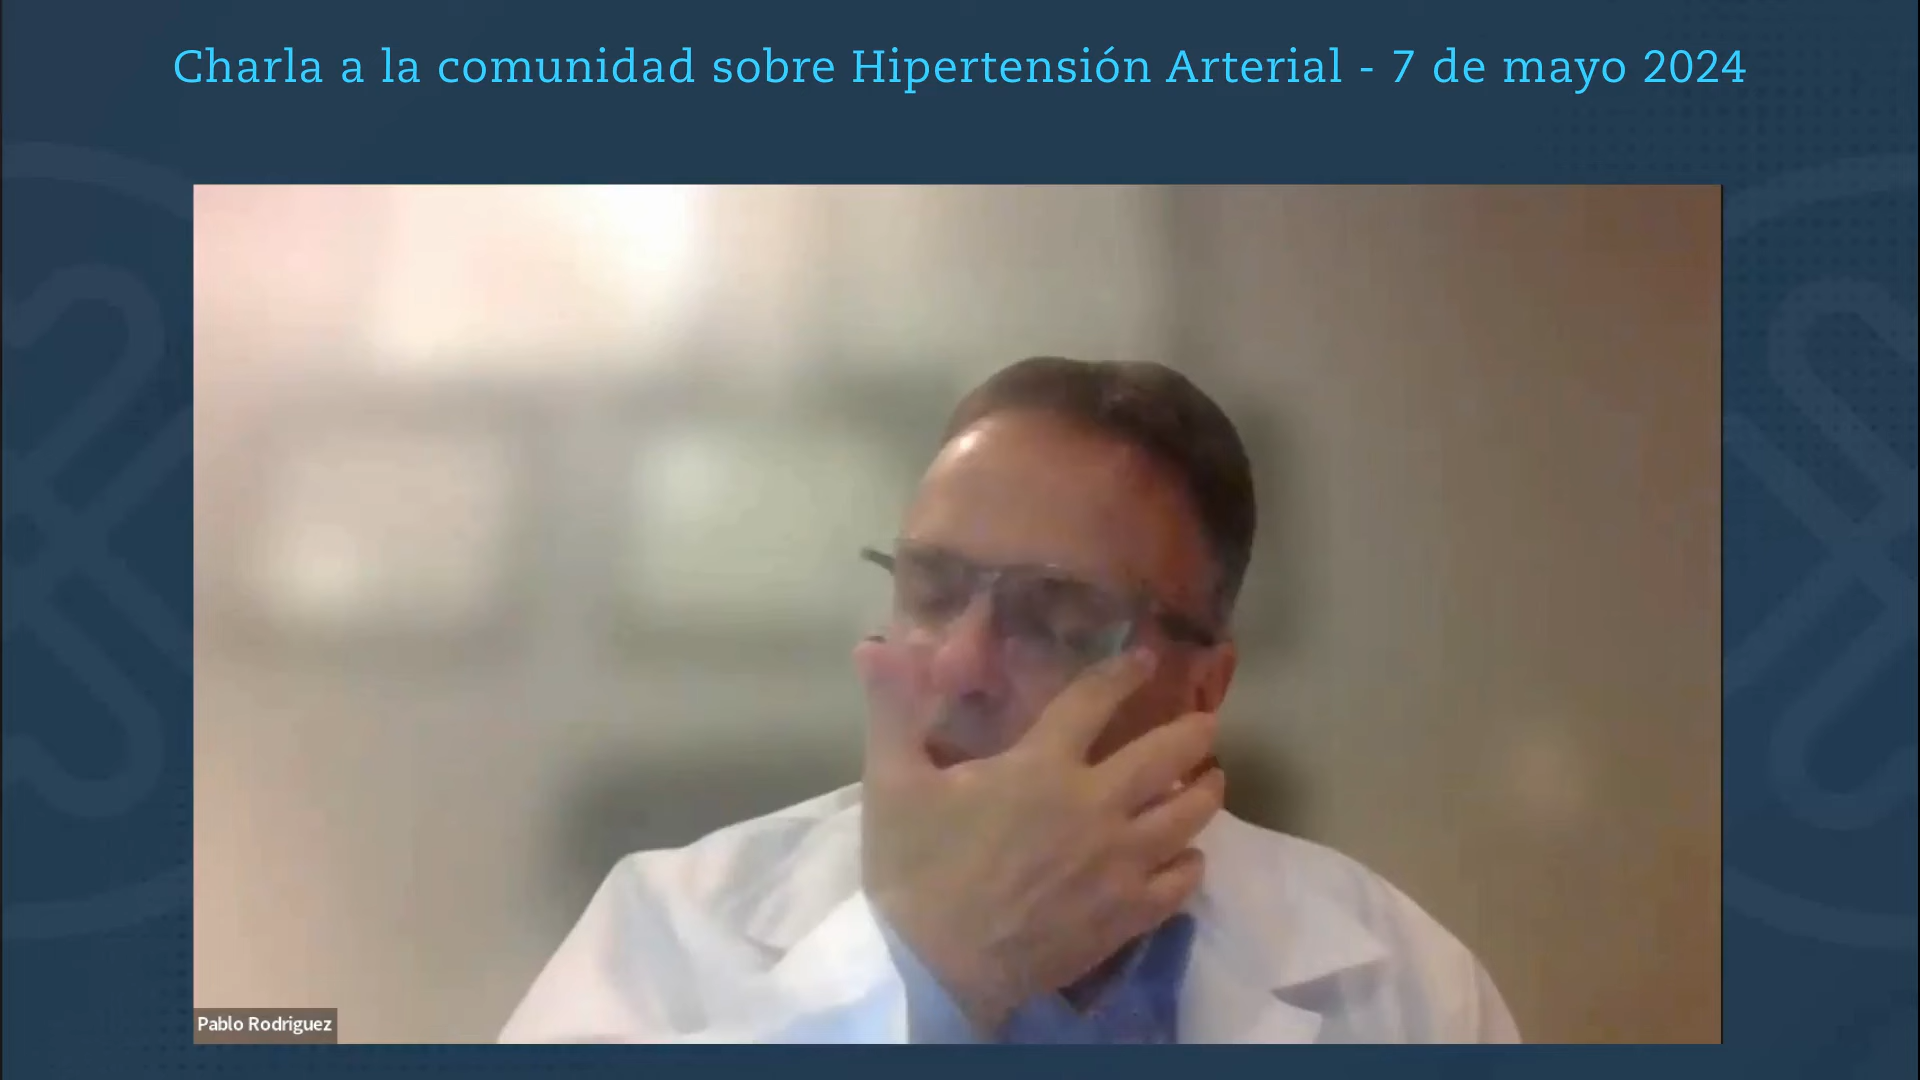 Charla a la comunidad sobre Hipertensión Arterial - 7 de mayo 2024
Pablo Rodriguez